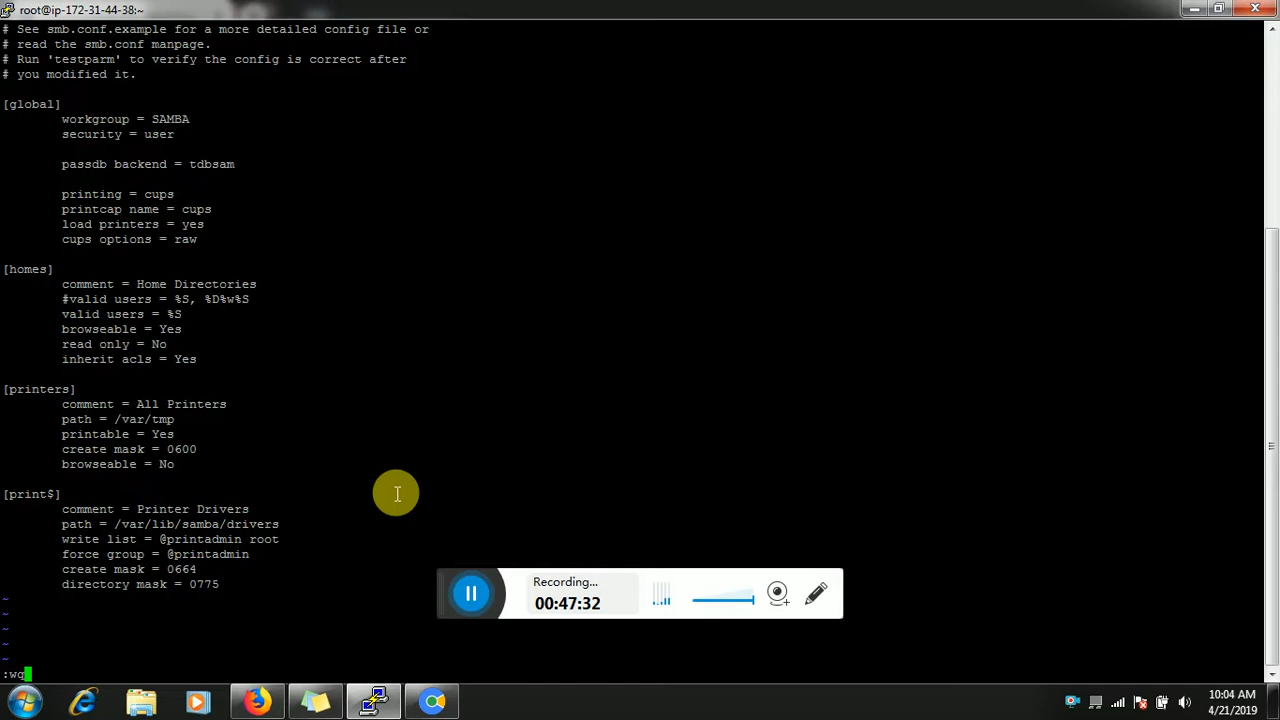 root@ip-172-31-44-38:~
# See smb.conf.example for a more detailed config file or
# read the smb.conf manpage.
# Run 'testparm' to verify the config is correct after
# you modified it.
[global]
workgroup = SAMBA
security = user
passdb backend = tdbsam
printing = cups
printcap name = cups
load printers = yes
cups options = raw
[homes]
comment = Home Directories
#valid users = %S, %D%w%S
valid users = %S
browseable = Yes
read only = No
inherit acls = Yes
[printers]
comment = All Printers
path = /var/tmp
printable = Yes
create mask = 0600
browseable = No
[print$]
comment = Printer Drivers
path = /var/lib/samba/drivers
write list = @printadmin root
force group = @printadmin
create mask = 0664
directory mask = 0775
~
~
~
~
~
:wq
Recording...
00:47:32
10:04 AM
4/21/2019